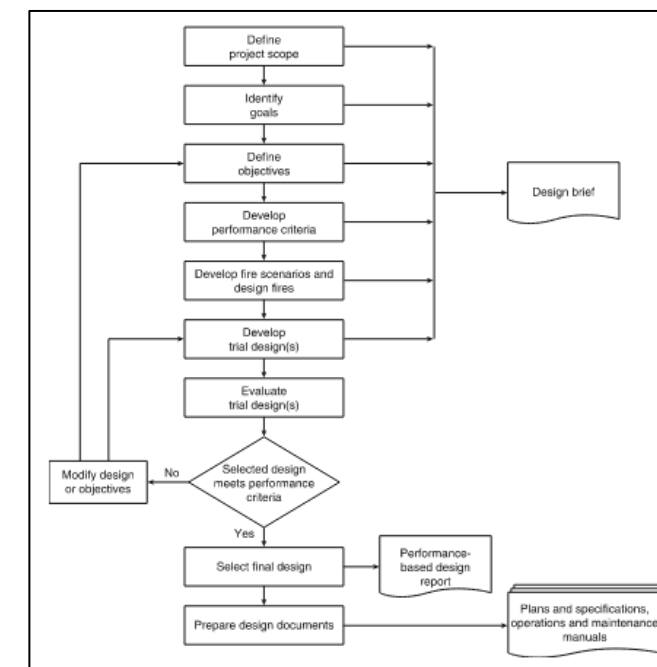 Define
project scope
Identify
goals
Define
objectives
Develop
performance criteria
Design brief
Develop fire scenarios and
design fires
Develop
trial design(s)
Evaluate
trial design(s)
Modify design
or objectives
No
Selected design
meets performance
criteria
Yes
Select final design
Performance-
based design
report
Prepare design documents
Plans and specifications,
operations and maintenance
manuals